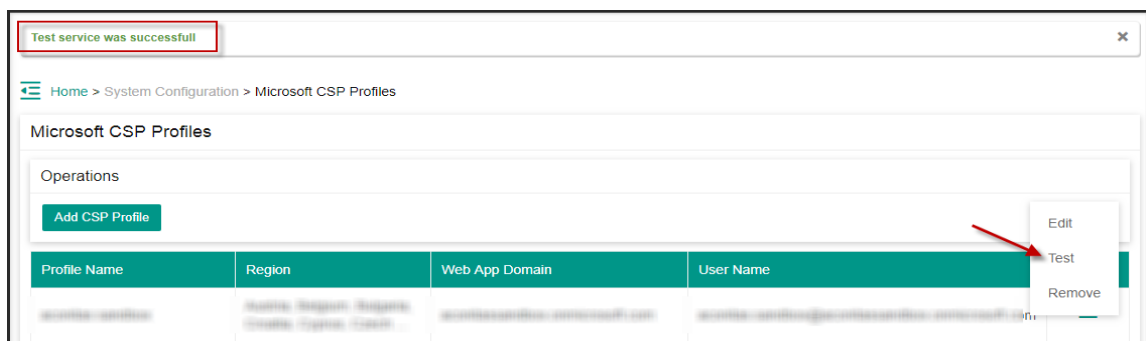 Test service was successfull
×
Home > System Configuration > Microsoft CSP Profiles
Microsoft CSP Profiles
Operations
Add CSP Profile
Edit
Test
Remove
Profile Name Region Web App Domain User Name